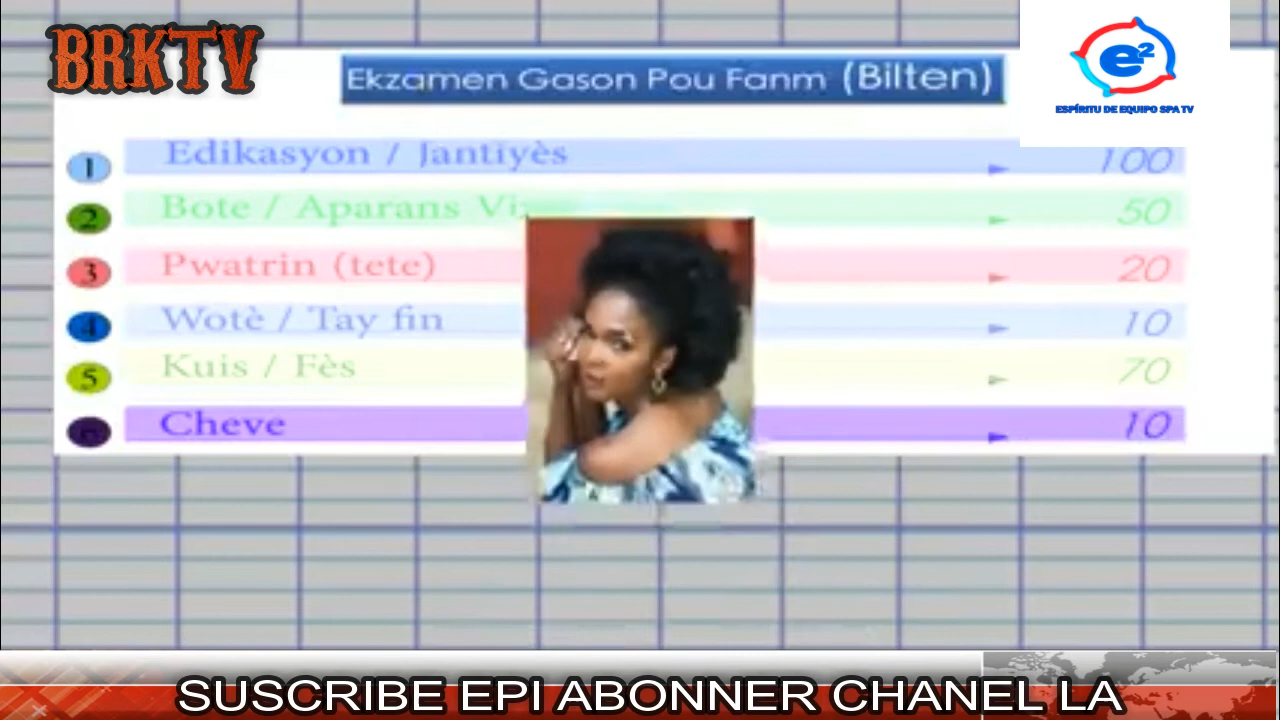 BRKTV
e²
ESPÍRITU DE EQUIPO SPA TV
Ekzamen Gason Pou Fanm (Bilten)
1 Edikasyon / Jantiyès 100
2 Bote / Aparans 50
3 Pwatrin (tete) 20
4 Wotè / Tay fin 10
5 Kuis / Fès 70
6 Cheve 10
SUSCRIBE EPI ABONNER CHANEL LA